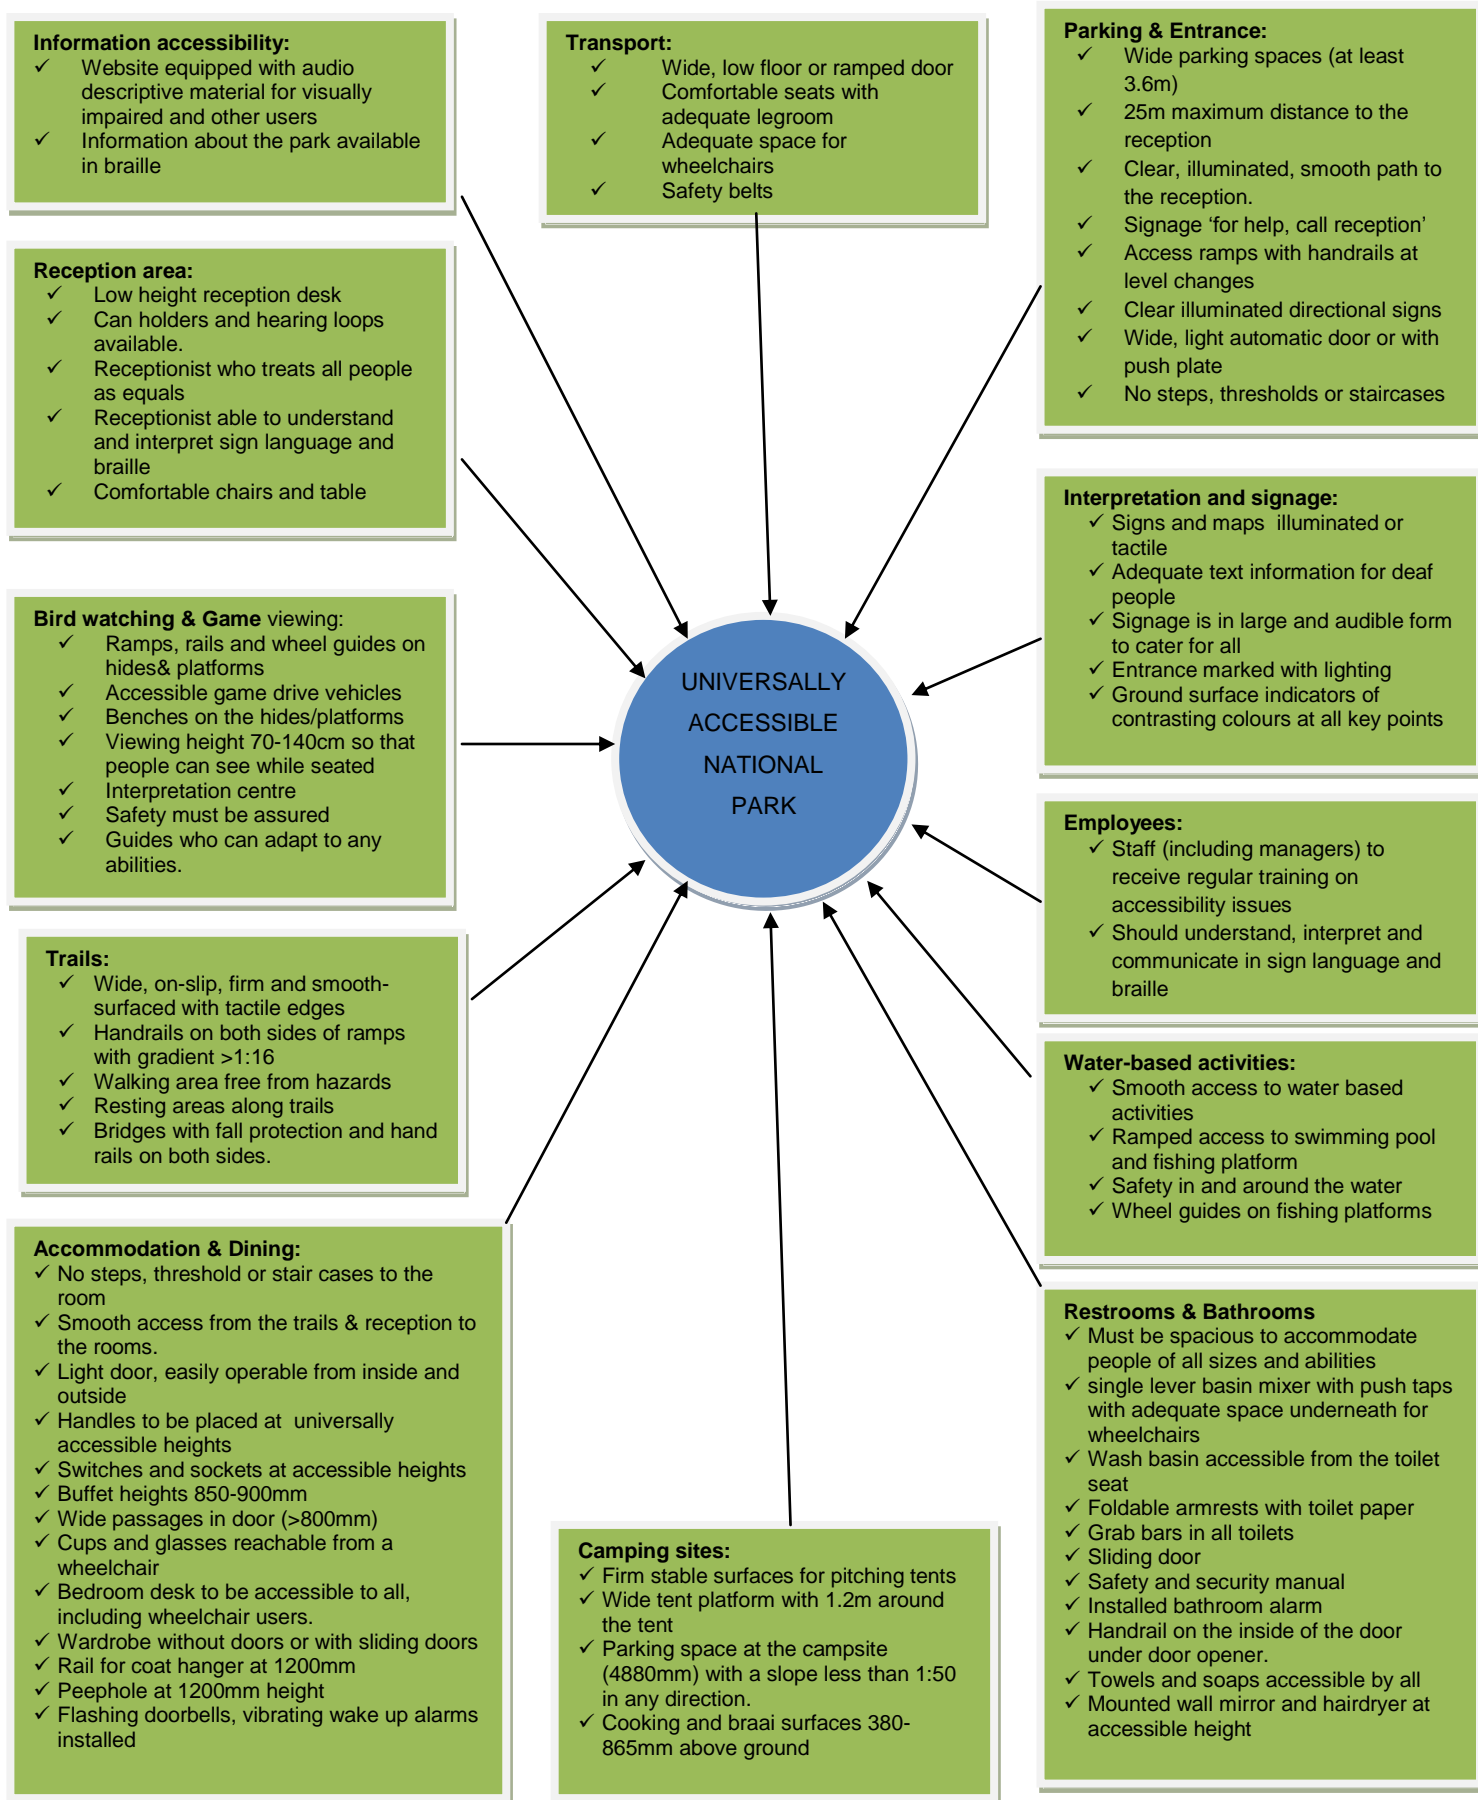 Information accessibility:
✓ Website equipped with audio
descriptive material for visually
impaired and other users
✓ Information about the park available
in braille
Transport:
✓ Wide, low floor or ramped door
✓ Comfortable seats with
adequate legroom
✓ Adequate space for
wheelchairs
✓ Safety belts
Parking & Entrance:
✓ Wide parking spaces (at least
3.6m)
✓ 25m maximum distance to the
reception
✓ Clear, illuminated, smooth path to
the reception.
✓ Signage ‘for help, call reception’
✓ Access ramps with handrails at
level changes
✓ Clear illuminated directional signs
✓ Wide, light automatic door or with
push plate
✓ No steps, thresholds or staircases
Reception area:
✓ Low height reception desk
✓ Can holders and hearing loops
available.
✓ Receptionist who treats all people
as equals
✓ Receptionist able to understand
and interpret sign language and
braille
✓ Comfortable chairs and table
Interpretation and signage:
✓ Signs and maps illuminated or
tactile
✓ Adequate text information for deaf
people
✓ Signage is in large and audible form
to cater for all
✓ Entrance marked with lighting
✓ Ground surface indicators of
contrasting colours at all key points
Bird watching & Game viewing:
✓ Ramps, rails and wheel guides on
hides& platforms
✓ Accessible game drive vehicles
✓ Benches on the hides/platforms
✓ Viewing height 70-140cm so that
people can see while seated
✓ Interpretation centre
✓ Safety must be assured
✓ Guides who can adapt to any
abilities.
UNIVERSALLY
ACCESSIBLE
NATIONAL
PARK
Employees:
✓ Staff (including managers) to
receive regular training on
accessibility issues
✓ Should understand, interpret and
communicate in sign language and
braille
Trails:
✓ Wide, on-slip, firm and smooth-
surfaced with tactile edges
✓ Handrails on both sides of ramps
with gradient >1:16
✓ Walking area free from hazards
✓ Resting areas along trails
✓ Bridges with fall protection and hand
rails on both sides.
Water-based activities:
✓ Smooth access to water based
activities
✓ Ramped access to swimming pool
and fishing platform
✓ Safety in and around the water
✓ Wheel guides on fishing platforms
Accommodation & Dining:
✓ No steps, threshold or stair cases to the
room
✓ Smooth access from the trails & reception to
the rooms.
✓ Light door, easily operable from inside and
outside
✓ Handles to be placed at universally
accessible heights
✓ Switches and sockets at accessible heights
✓ Buffet heights 850-900mm
✓ Wide passages in door (>800mm)
✓ Cups and glasses reachable from a
wheelchair
✓ Bedroom desk to be accessible to all,
including wheelchair users.
✓ Wardrobe without doors or with sliding doors
✓ Rail for coat hanger at 1200mm
✓ Peephole at 1200mm height
✓ Flashing doorbells, vibrating wake up alarms
installed
Camping sites:
✓ Firm stable surfaces for pitching tents
✓ Wide tent platform with 1.2m around
the tent
✓ Parking space at the campsite
(4880mm) with a slope less than 1:50
in any direction.
✓ Cooking and braai surfaces 380-
865mm above ground
Restrooms & Bathrooms
✓ Must be spacious to accommodate
people of all sizes and abilities
✓ single lever basin mixer with push taps
with adequate space underneath for
wheelchairs
✓ Wash basin accessible from the toilet
seat
✓ Foldable armrests with toilet paper
✓ Grab bars in all toilets
✓ Sliding door
✓ Safety and security manual
✓ Installed bathroom alarm
✓ Handrail on the inside of the door
under door opener.
✓ Towels and soaps accessible by all
✓ Mounted wall mirror and hairdryer at
accessible height